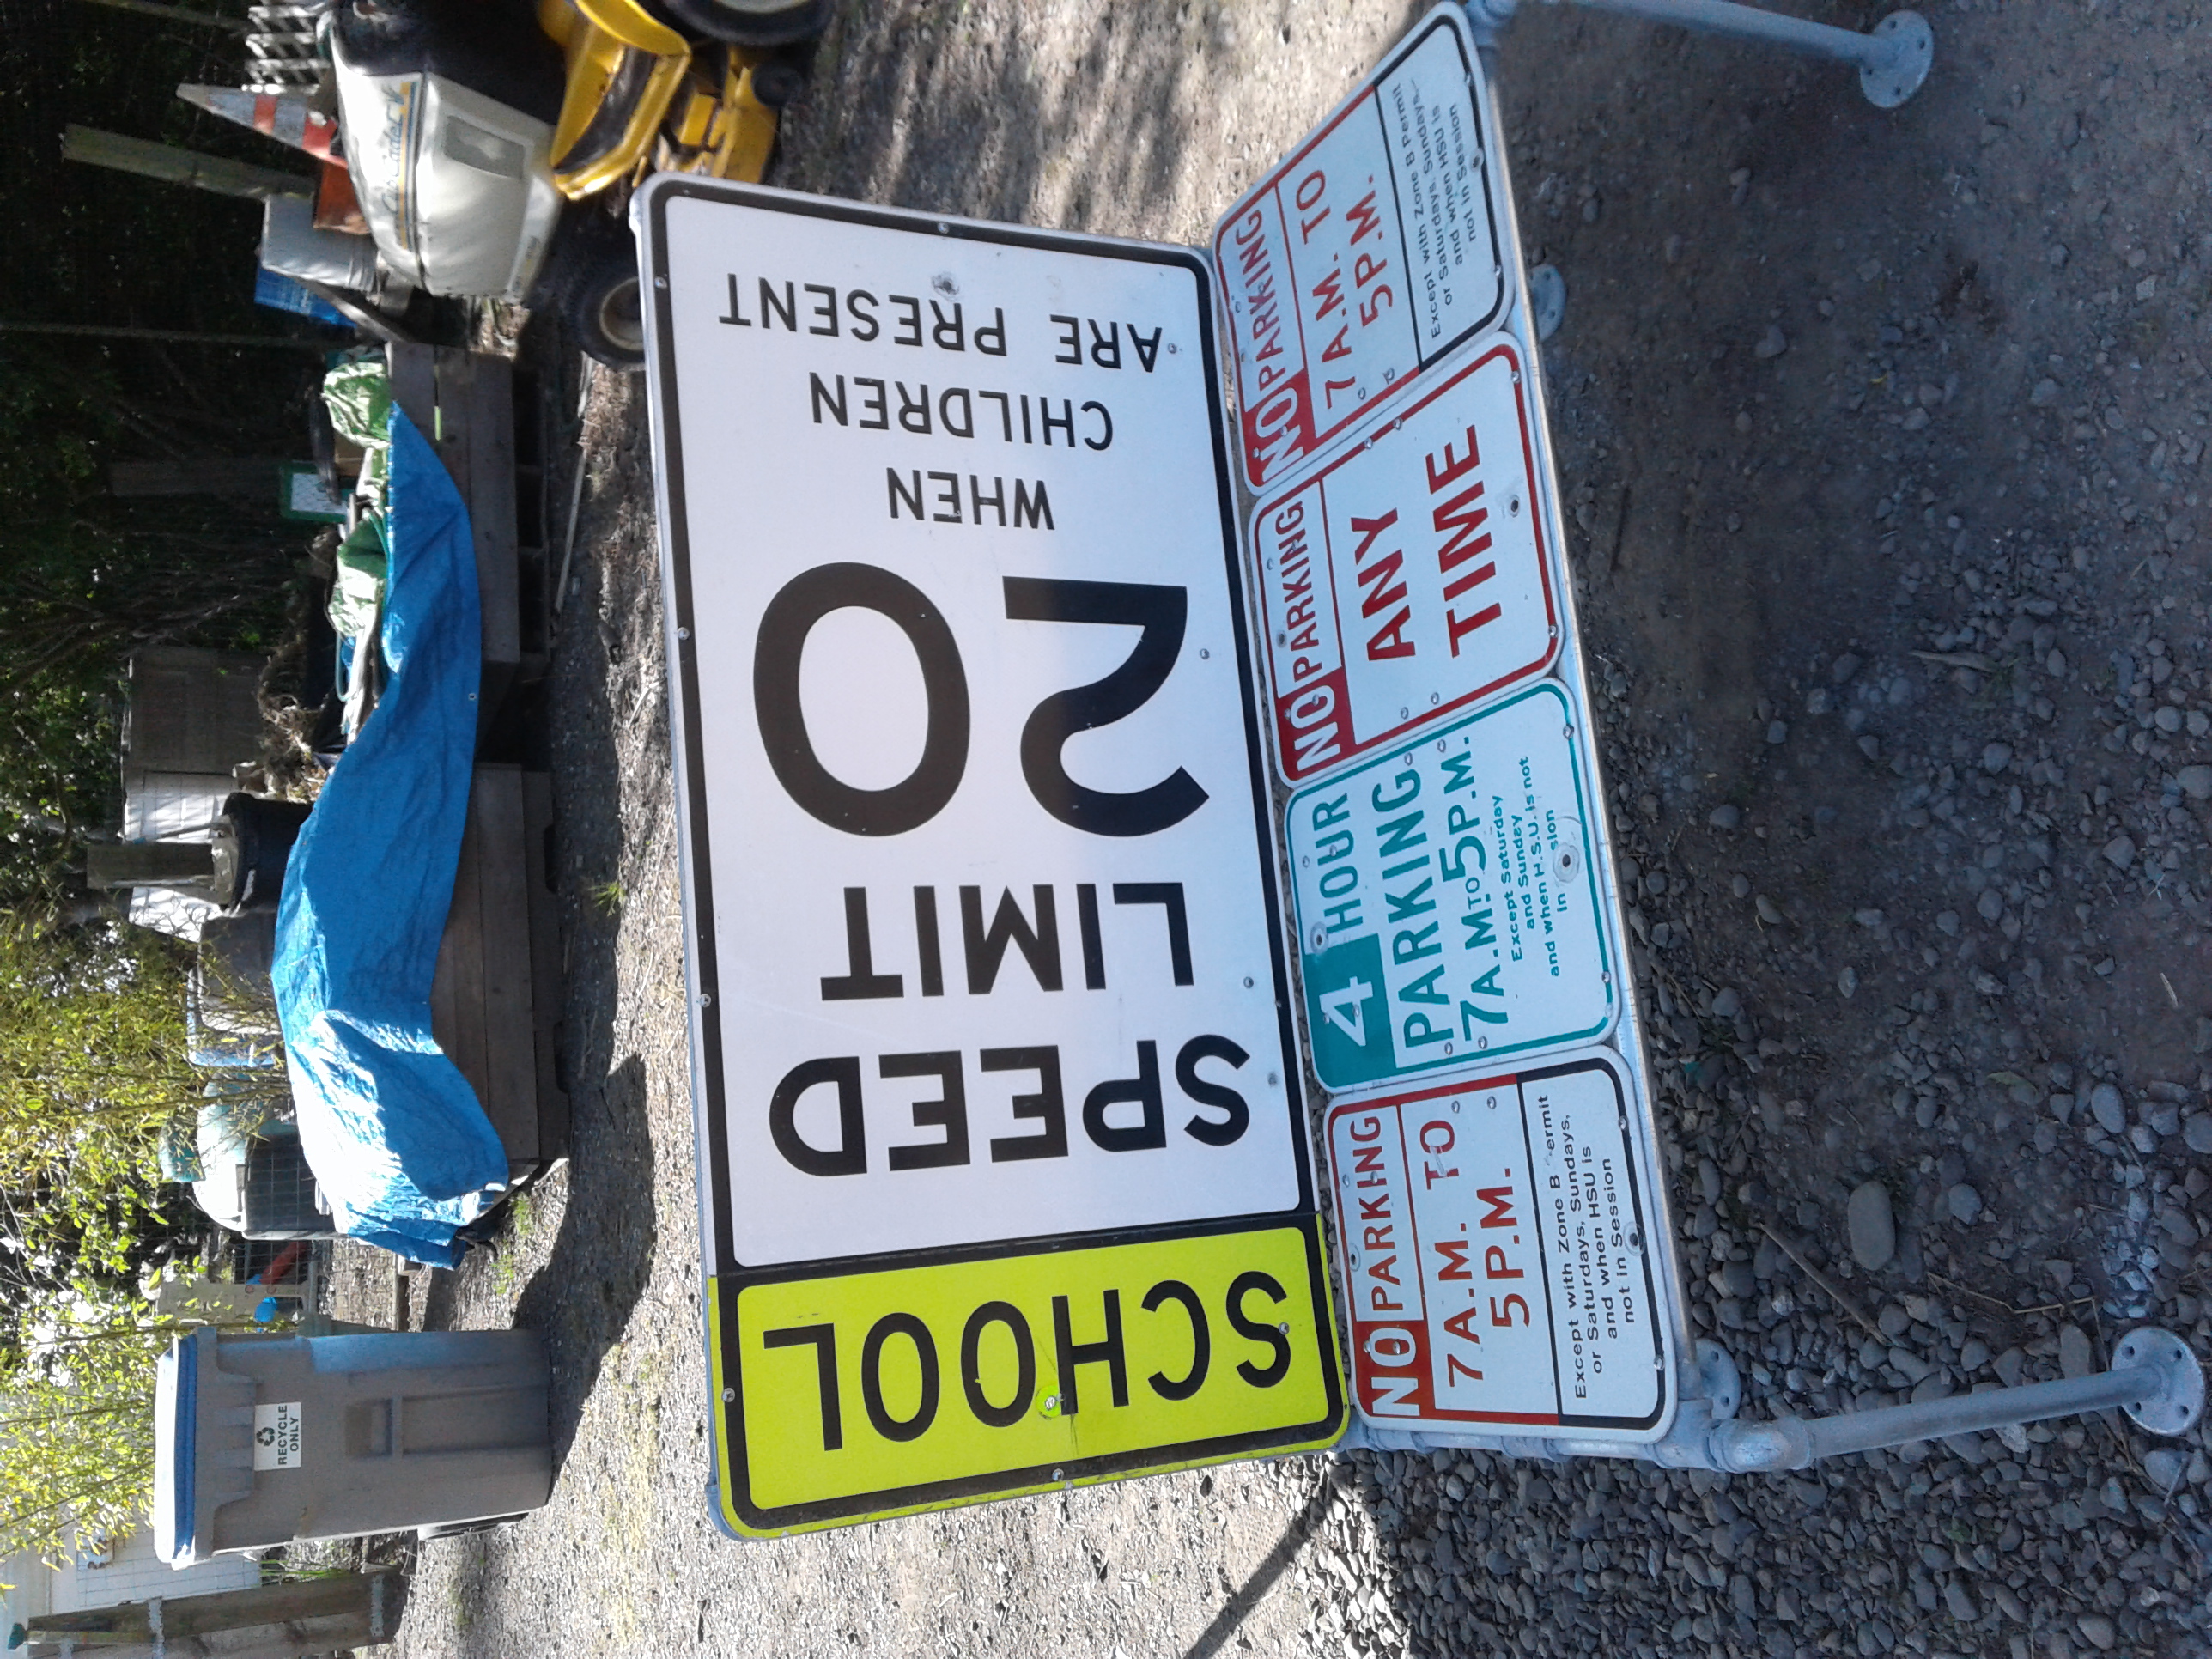 SCHOOL
SPEED
LIMIT
20
WHEN
CHILDREN
ARE PRESENT
NO PARKING
7 A.M. TO
5 P.M.
Except with Zone B Permit
or Saturdays, Sundays,
and when HSU is
not in Session
4 HOUR
PARKING
7 A.M. TO 5 P.M.
Except Saturday
and Sunday
and when H.S.U. is not
in sion
NO PARKING
ANY
TIME
NO PARKING
7 A.M. TO
5 P.M.
Except with Zone B Permit
or Saturdays, Sundays,
and when HSU is
not in Session
RECYCLE
ONLY